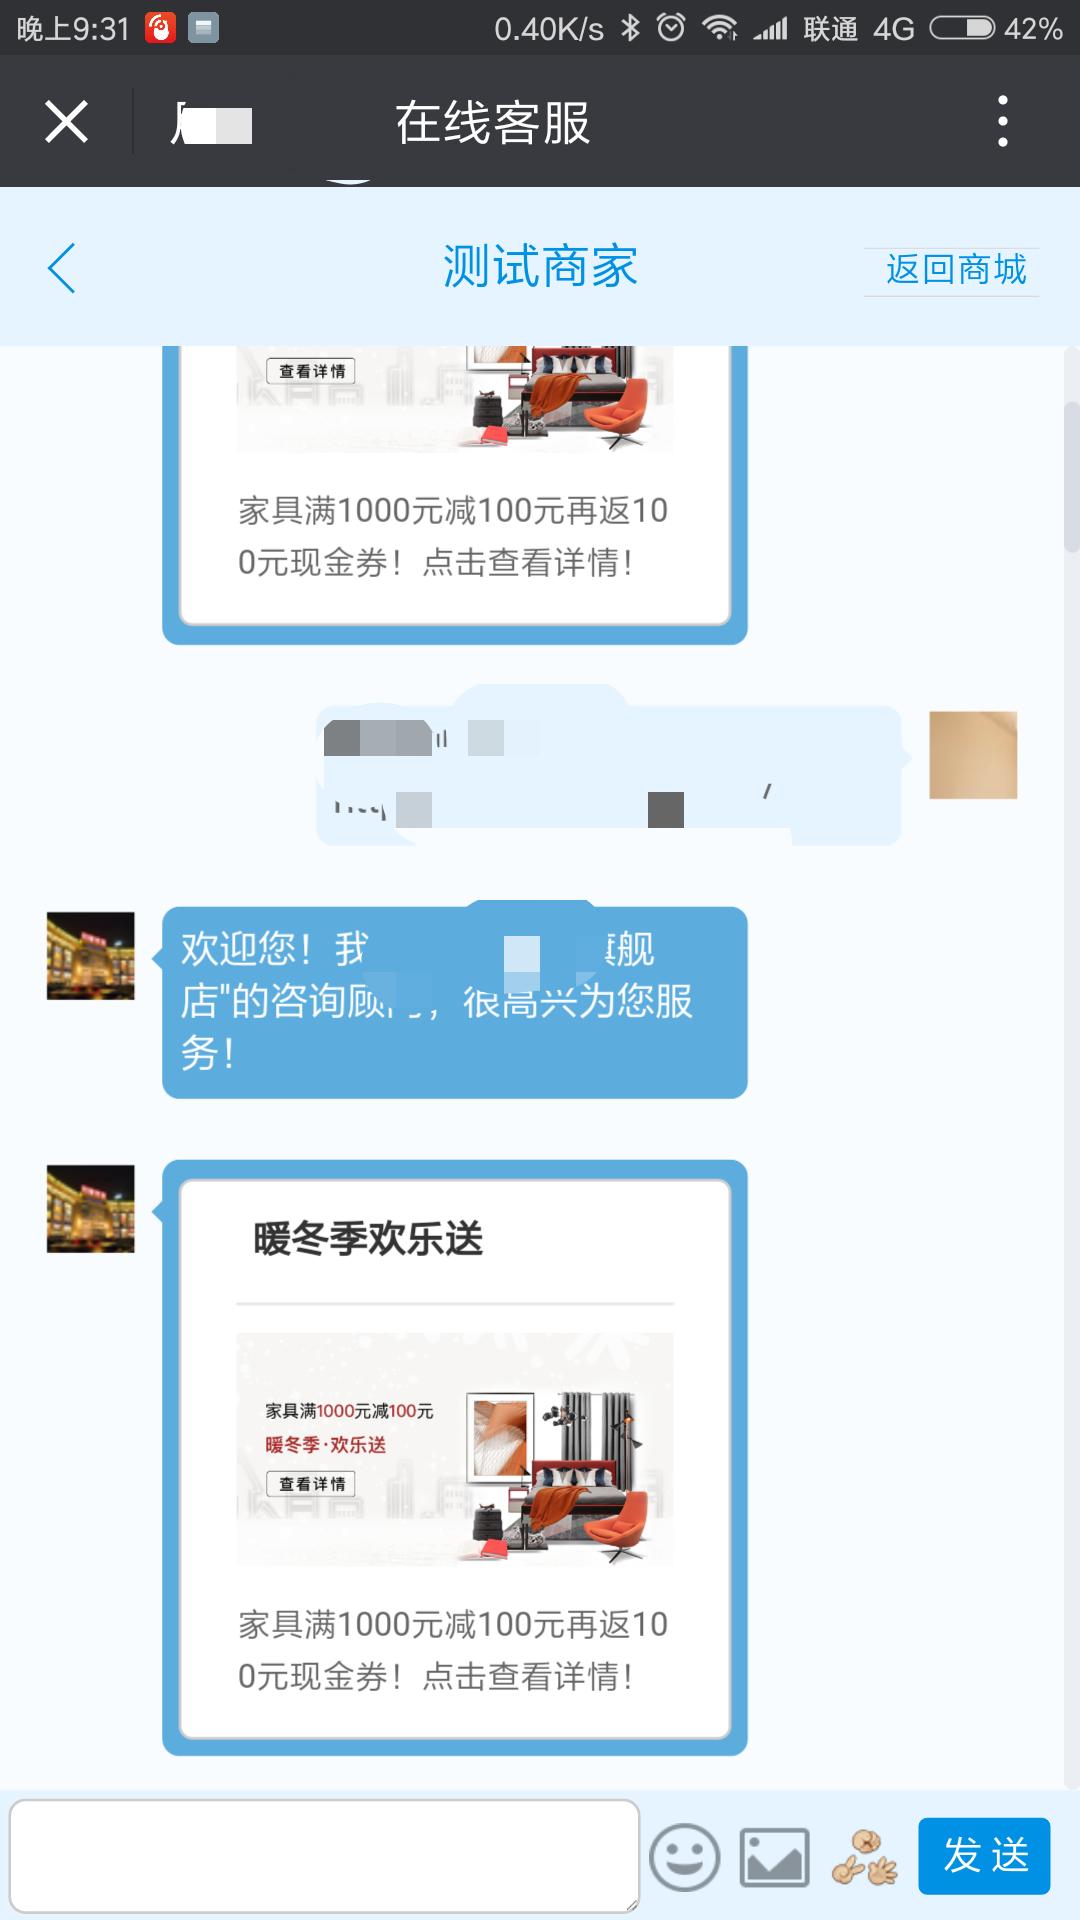 晚上9:31 0.40K/s 联通 4G 42%
在线客服
测试商家
返回商城
查看详情
家具满1000元减100元再返10
0元现金券！点击查看详情！
欢迎您！我 旗舰
店"的咨询顾问，很高兴为您服
务！
暖冬季欢乐送
家具满1000元减100元
暖冬季·欢乐送
查看详情
家具满1000元减100元再返10
0元现金券！点击查看详情！
发送